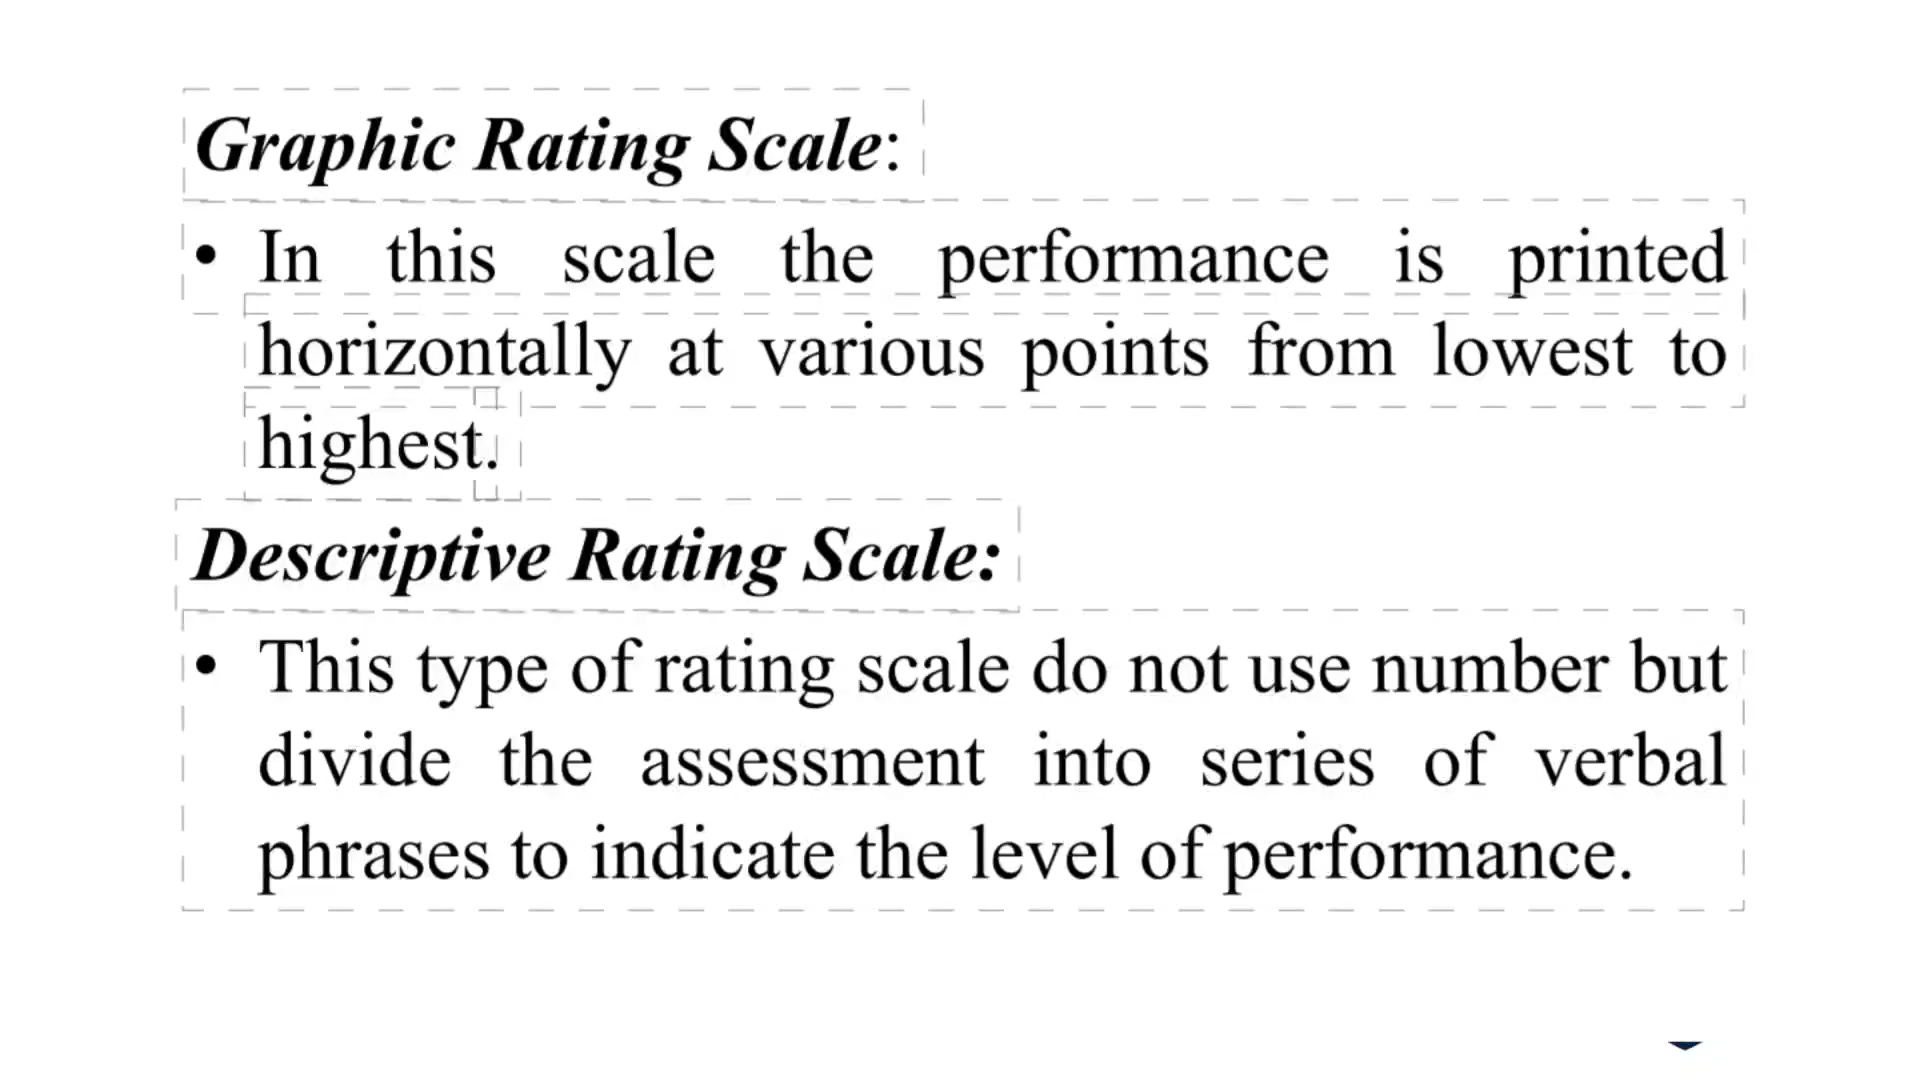 Graphic Rating Scale:
• In this scale the performance is printed
horizontally at various points from lowest to
highest.
Descriptive Rating Scale:
• This type of rating scale do not use number but
divide the assessment into series of verbal
phrases to indicate the level of performance.